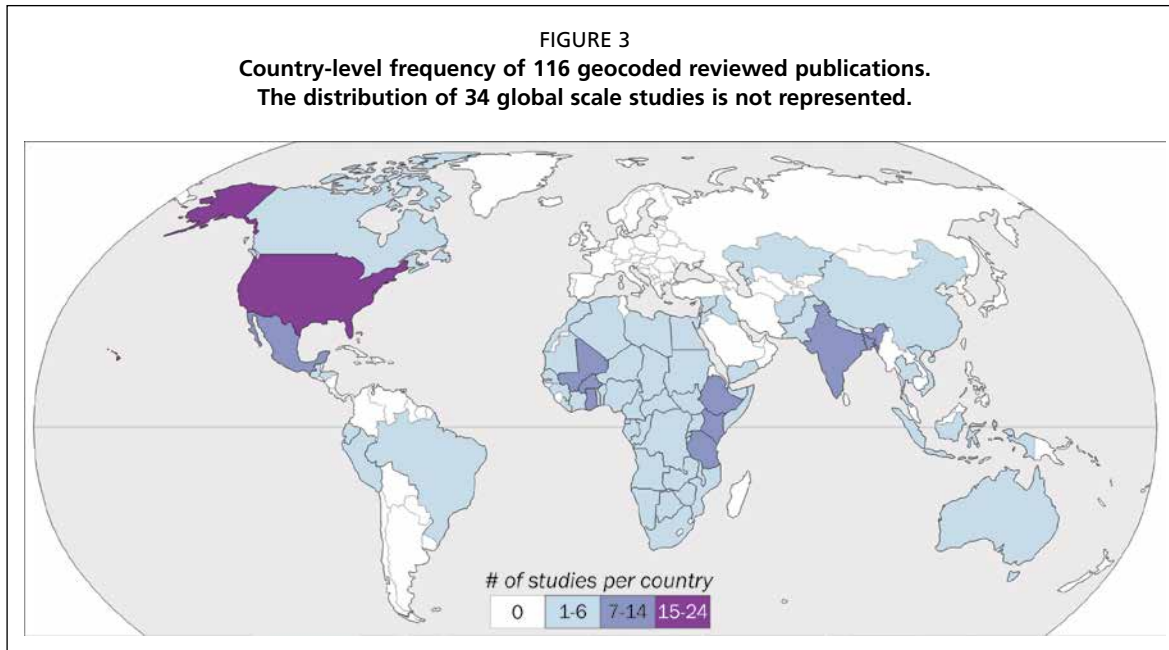 FIGURE 3
Country-level frequency of 116 geocoded reviewed publications.
The distribution of 34 global scale studies is not represented.
# of studies per country
0 1-6 7-14 15-24